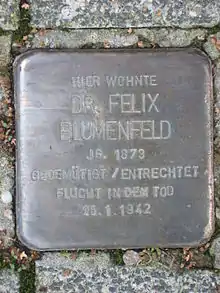 HIER WOHNTE
DR. FELIX
BLUMENFELD
JG. 1873
GEDEMÜTIGT / ENTRECHTET
FLUCHT IN DEN TOD
25.1.1942